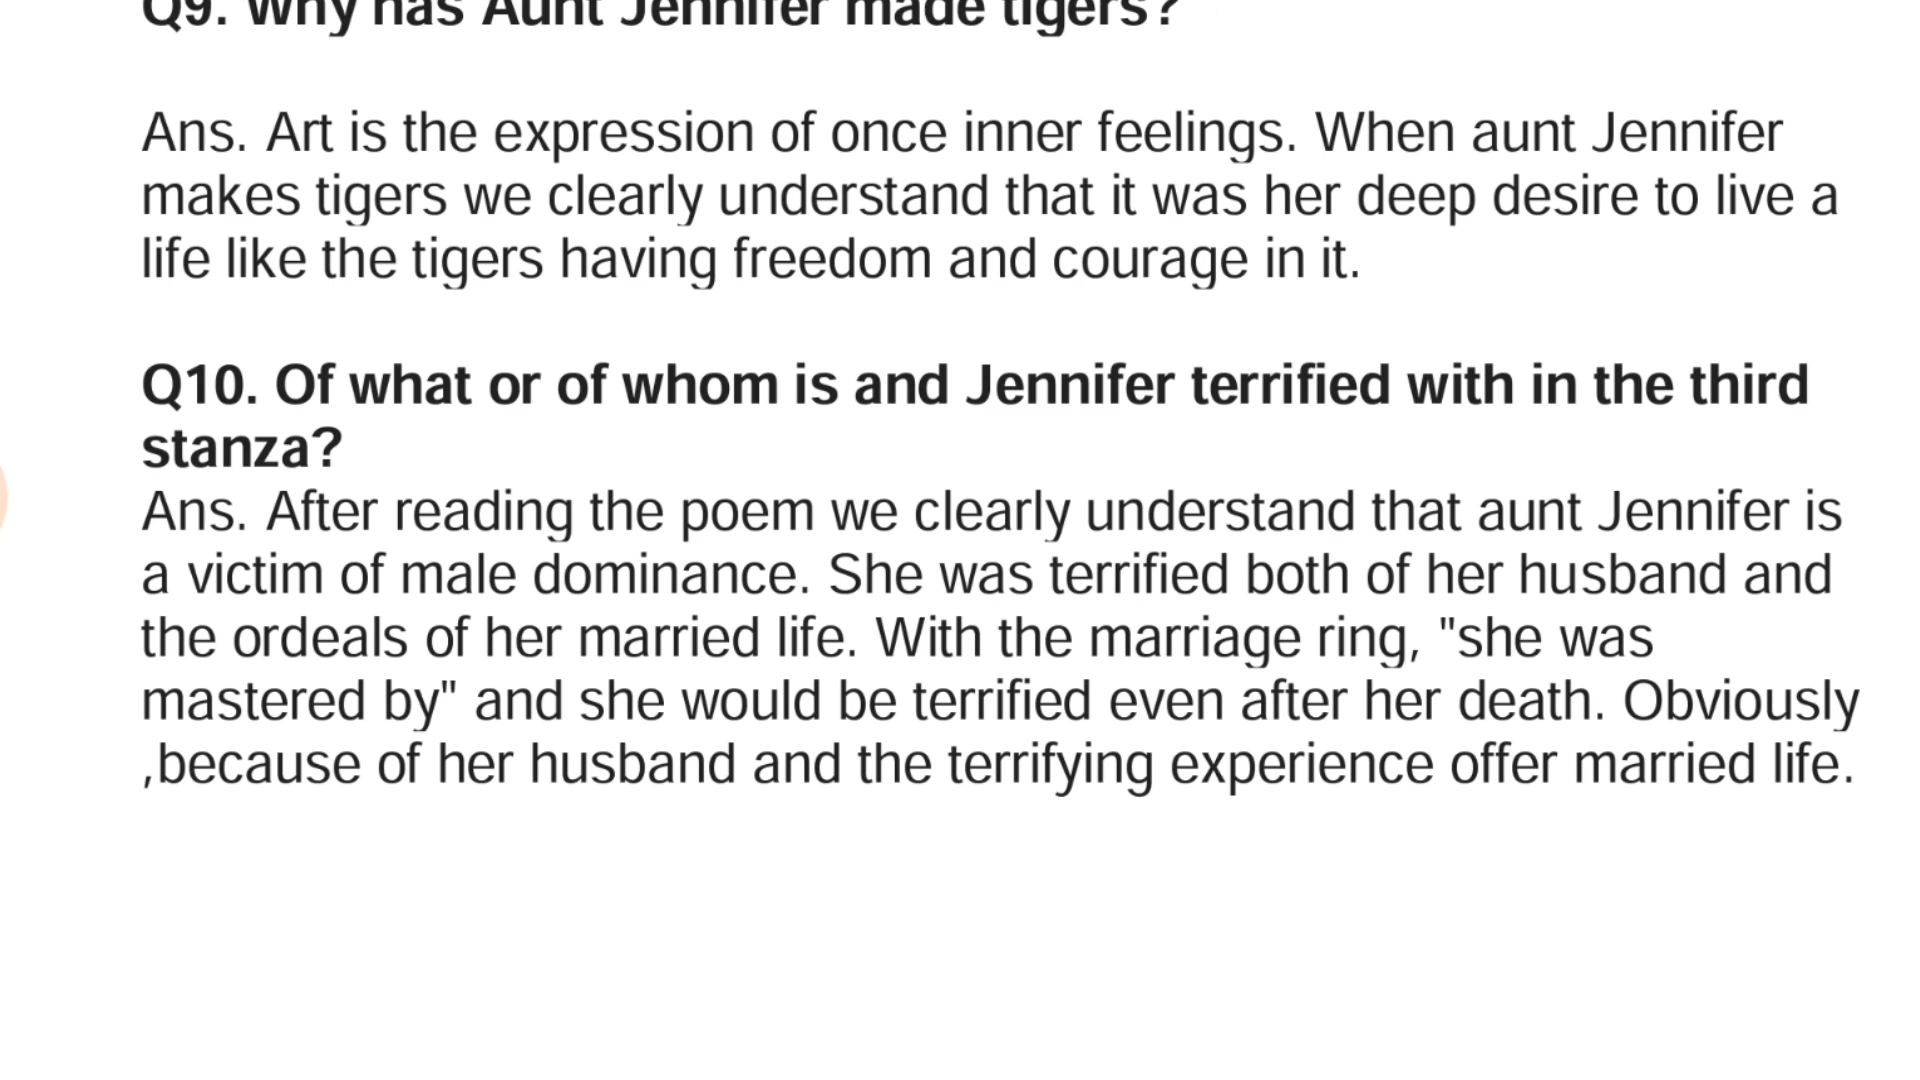 Q9. Why has Aunt Jennifer made tigers?
Ans. Art is the expression of once inner feelings. When aunt Jennifer
makes tigers we clearly understand that it was her deep desire to live a
life like the tigers having freedom and courage in it.
Q10. Of what or of whom is and Jennifer terrified with in the third
stanza?
Ans. After reading the poem we clearly understand that aunt Jennifer is
a victim of male dominance. She was terrified both of her husband and
the ordeals of her married life. With the marriage ring, "she was
mastered by" and she would be terrified even after her death. Obviously
,because of her husband and the terrifying experience offer married life.